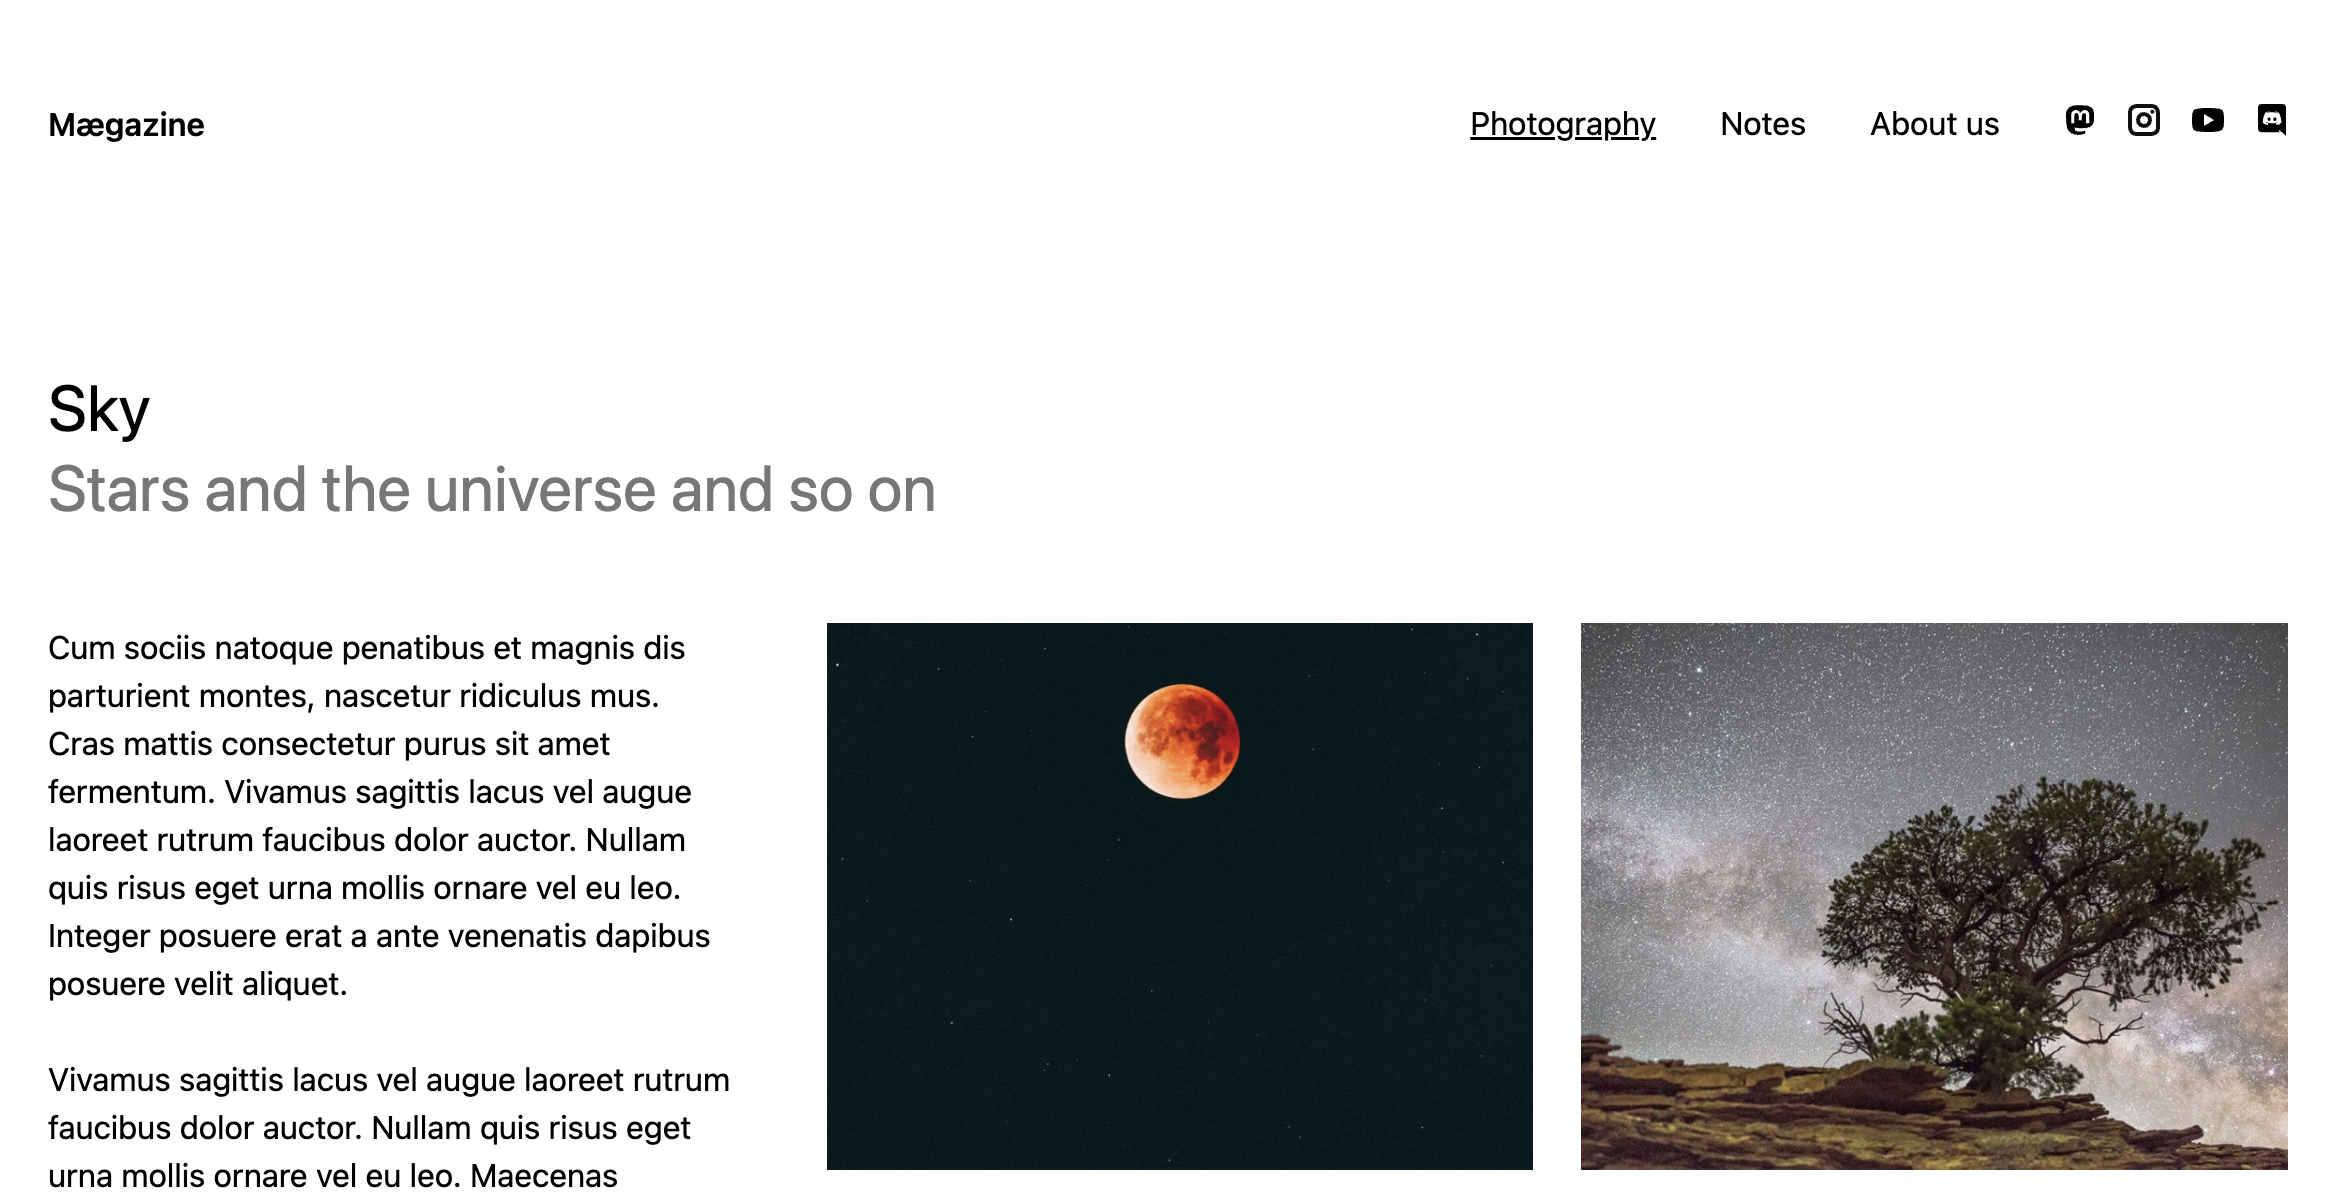 Mægazine
Photography Notes About us
Sky
Stars and the universe and so on
Cum sociis natoque penatibus et magnis dis
parturient montes, nascetur ridiculus mus.
Cras mattis consectetur purus sit amet
fermentum. Vivamus sagittis lacus vel augue
laoreet rutrum faucibus dolor auctor. Nullam
quis risus eget urna mollis ornare vel eu leo.
Integer posuere erat a ante venenatis dapibus
posuere velit aliquet.
Vivamus sagittis lacus vel augue laoreet rutrum
faucibus dolor auctor. Nullam quis risus eget
urna mollis ornare vel eu leo. Maecenas